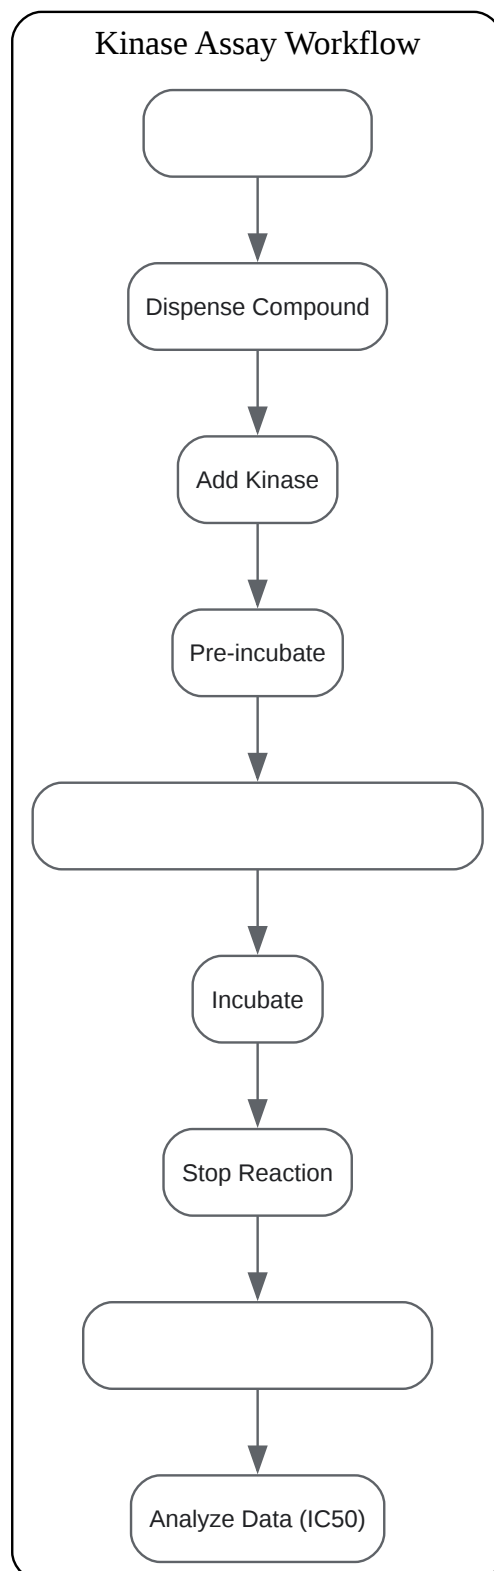 Kinase Assay Workflow
Dispense Compound
Add Kinase
Pre-incubate
Incubate
Stop Reaction
Analyze Data (IC50)